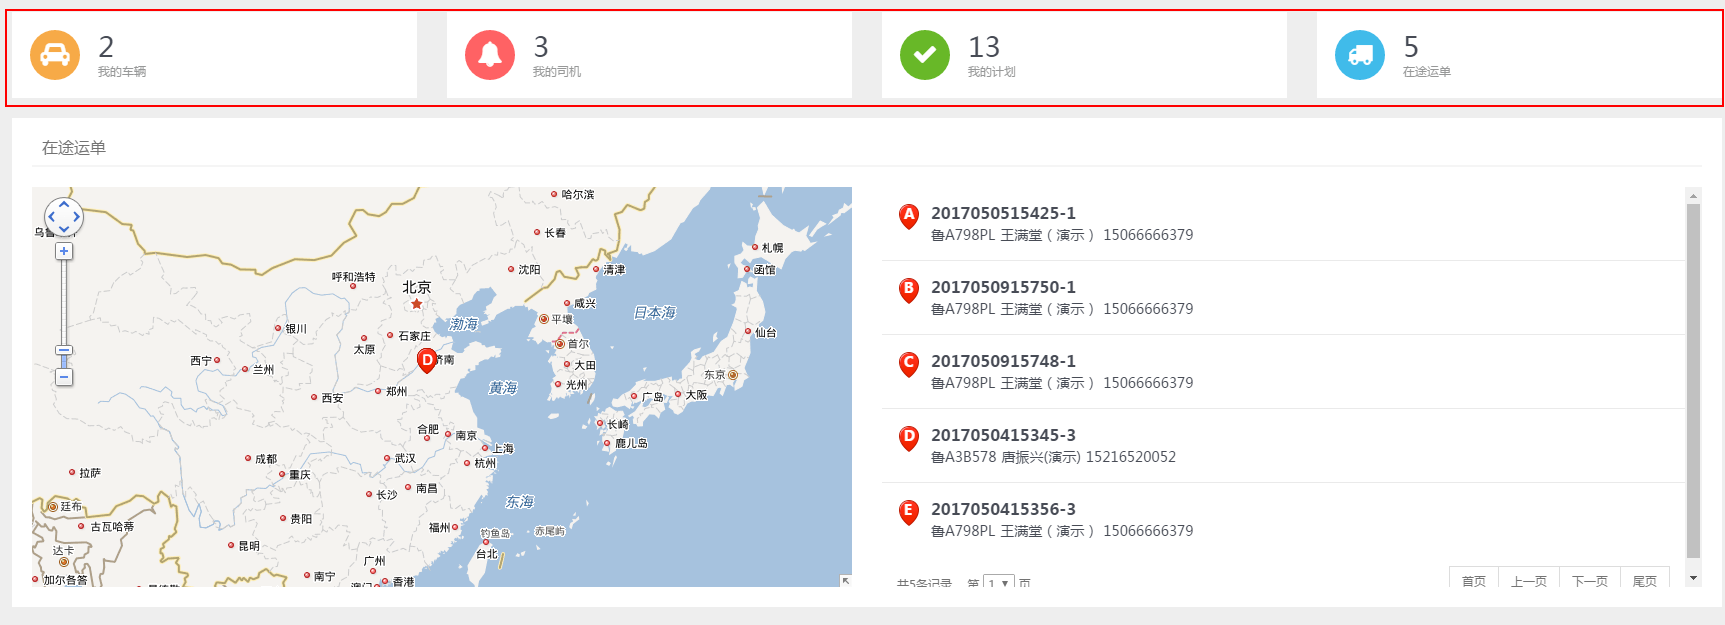 2
我的车辆
3
我的司机
13
我的计划
5
在途运单
在途运单
哈尔滨
长春
札幌
沈阳
清津
函馆
呼和浩特
北京
咸兴
日本海
平壤
渤海
仙台
银川
石家庄
首尔
太原
D
济南
西宁
兰州
大田
东京
光州
黄海
郑州
西安
广岛
大阪
长崎
合肥
南京
鹿儿岛
上海
成都
武汉
杭州
拉萨
重庆
长沙
南昌
东海
廷布
贵阳
古瓦哈蒂
福州
钓鱼岛
赤尾屿
昆明
达卡
台北
广州
南宁
加尔各答
香港
A
2017050515425-1
鲁A798PL 王满堂（演示） 15066666379
B
2017050915750-1
鲁A798PL 王满堂（演示） 15066666379
C
2017050915748-1
鲁A798PL 王满堂（演示） 15066666379
D
2017050415345-3
鲁A3B578 唐振兴(演示) 15216520052
E
2017050415356-3
鲁A798PL 王满堂（演示） 15066666379
共5条记录 第 1 页
首页 上一页 下一页 尾页